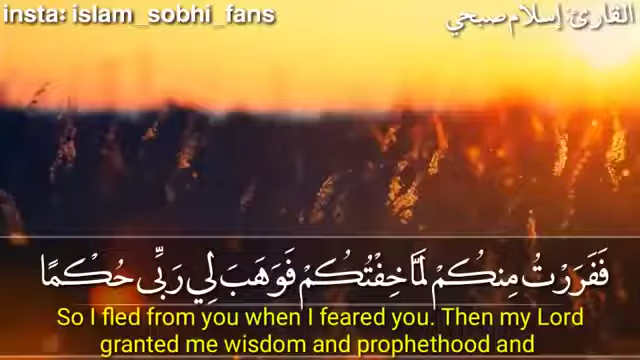 insta: islam_sobhi_fans
القارئ: إسلام صبحي
فَفَرَرْتُ مِنكُمْ لَمَّا خِفْتُكُمْ فَوَهَبَ لِي رَبِّي حُكْمًا
So I fled from you when I feared you. Then my Lord
granted me wisdom and prophethood and